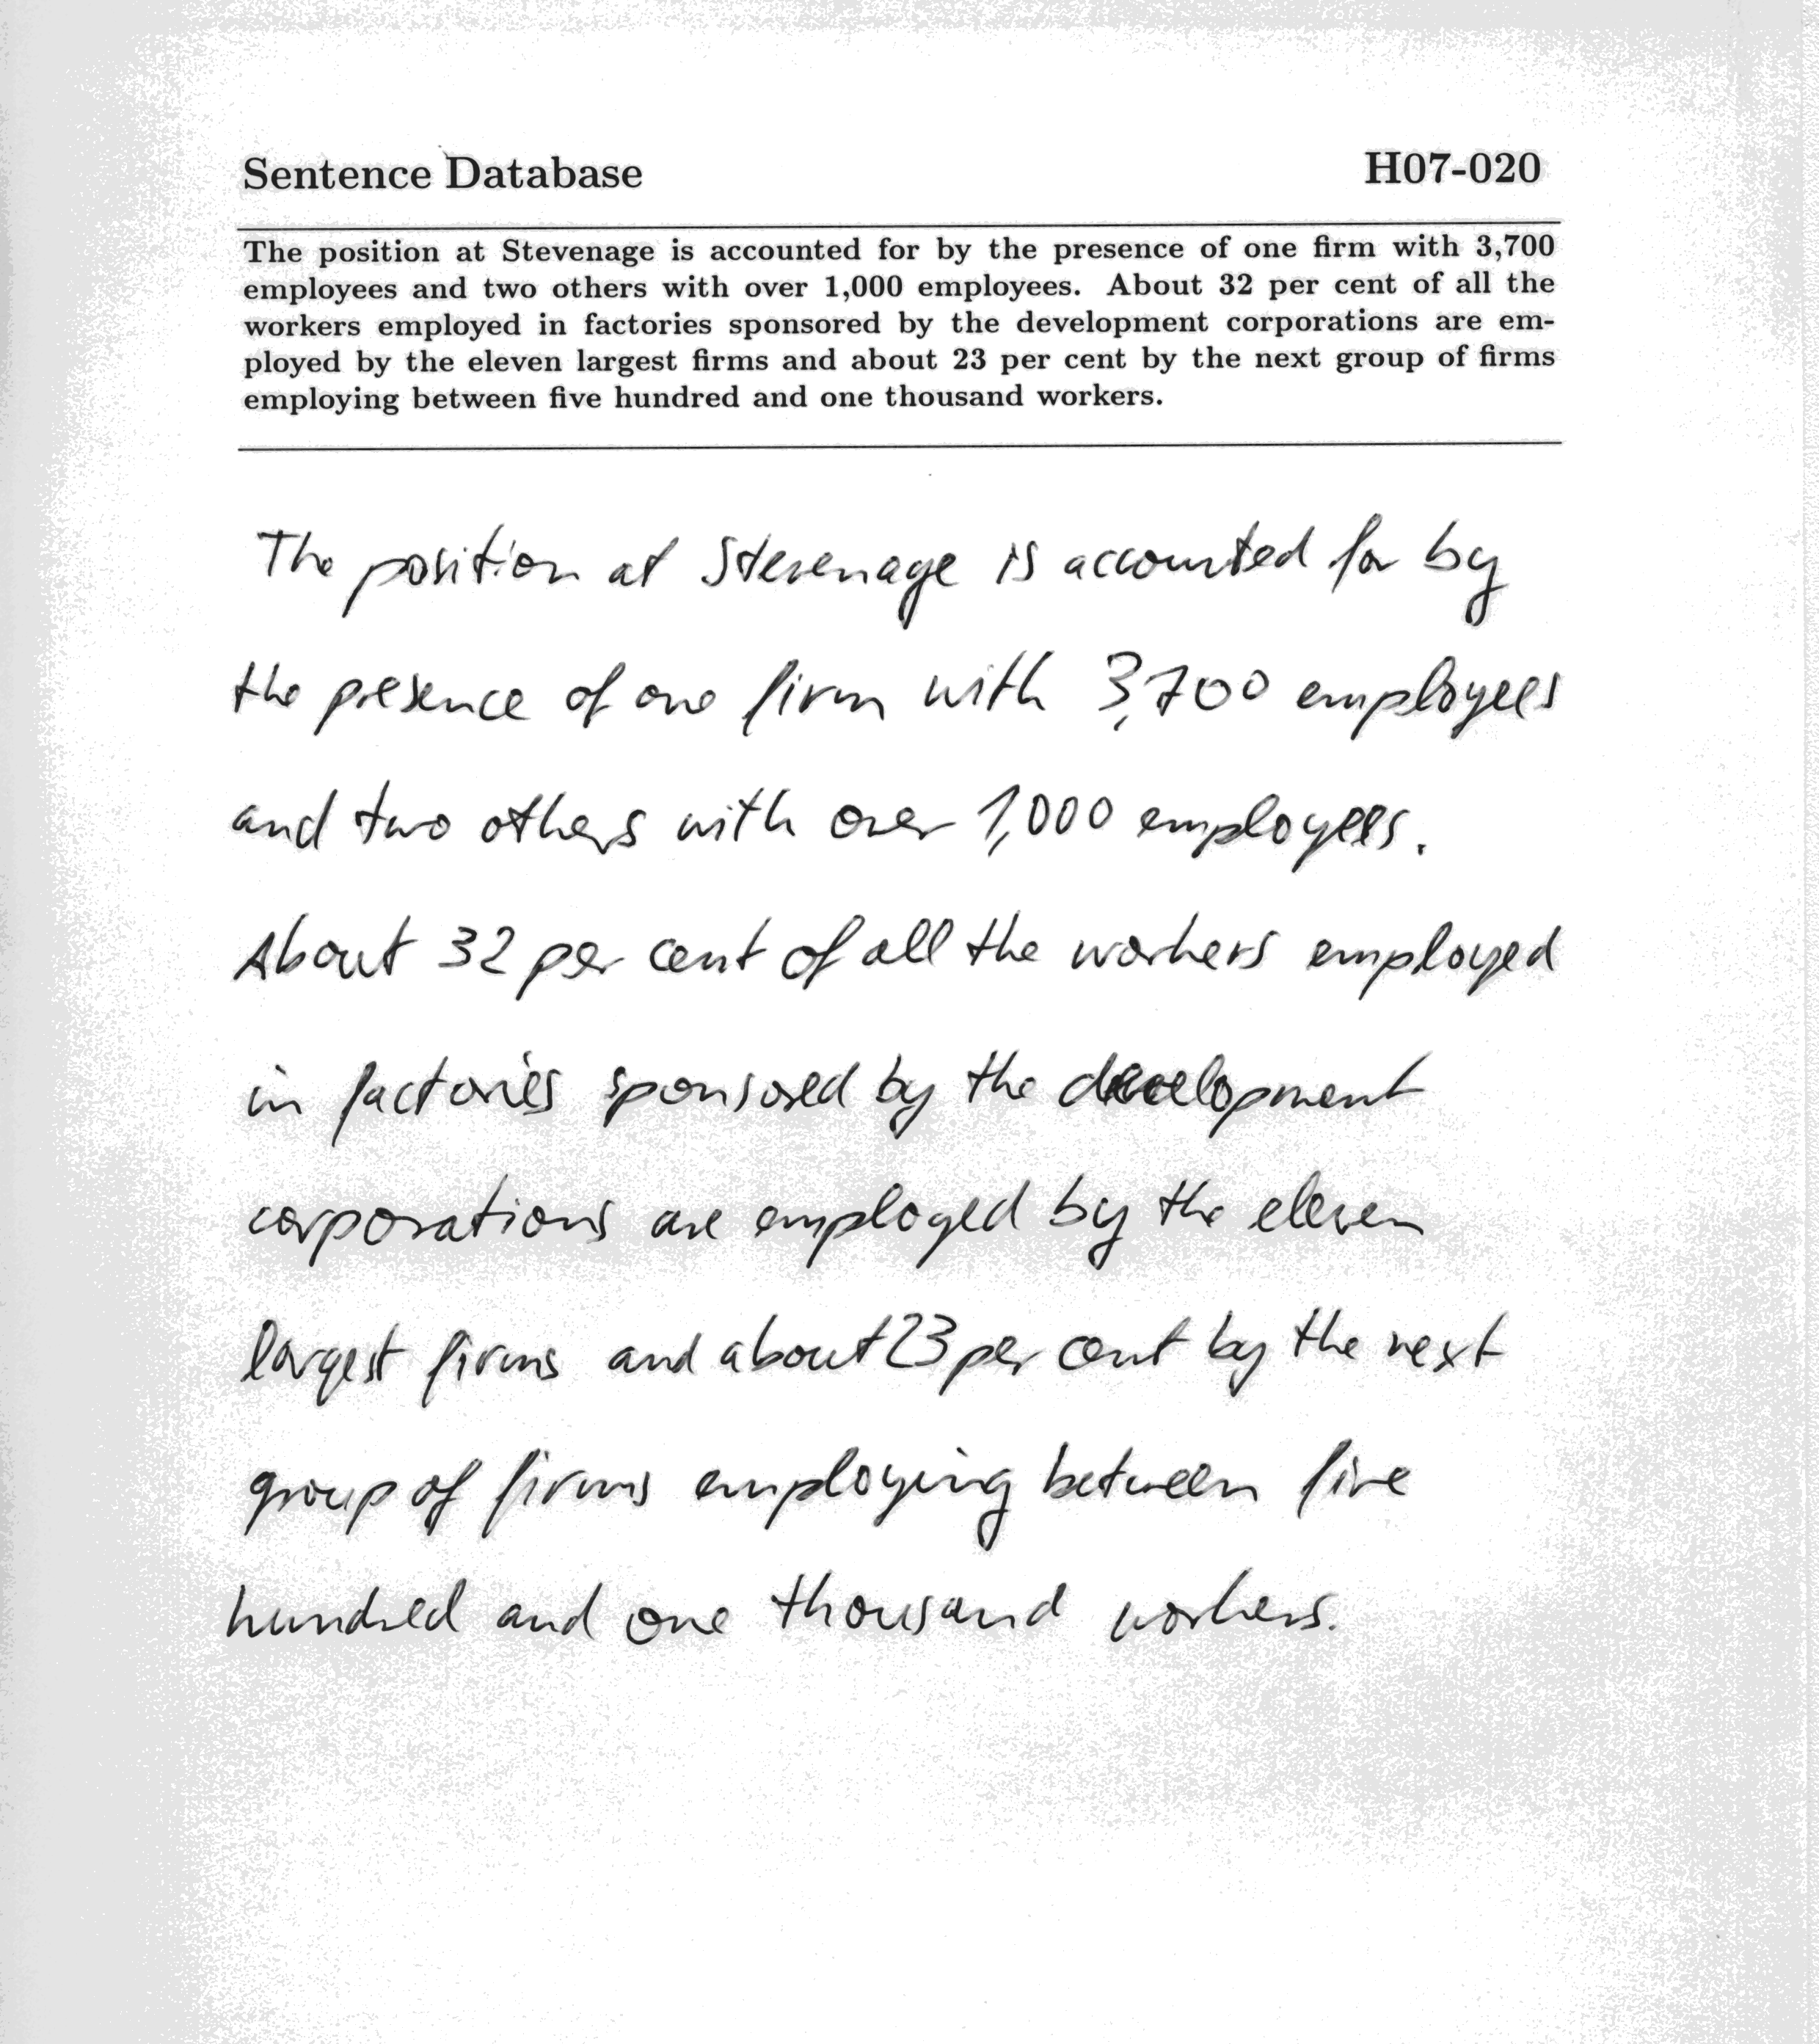 Sentence Database H07-020
The position at Stevenage is accounted for by the presence of one firm with 3,700
employees and two others with over 1,000 employees. About 32 per cent of all the
workers employed in factories sponsored by the development corporations are em-
ployed by the eleven largest firms and about 23 per cent by the next group of firms
employing between five hundred and one thousand workers.
The position at Stevenage is accounted for by
the presence of one firm with 3,700 employees
and two others with over 1,000 employees.
About 32 per cent of all the workers employed
in factories sponsored by the development
corporations are employed by the eleven
largest firms and about 23 per cent by the next
group of firms employing between five
hundred and one thousand workers.